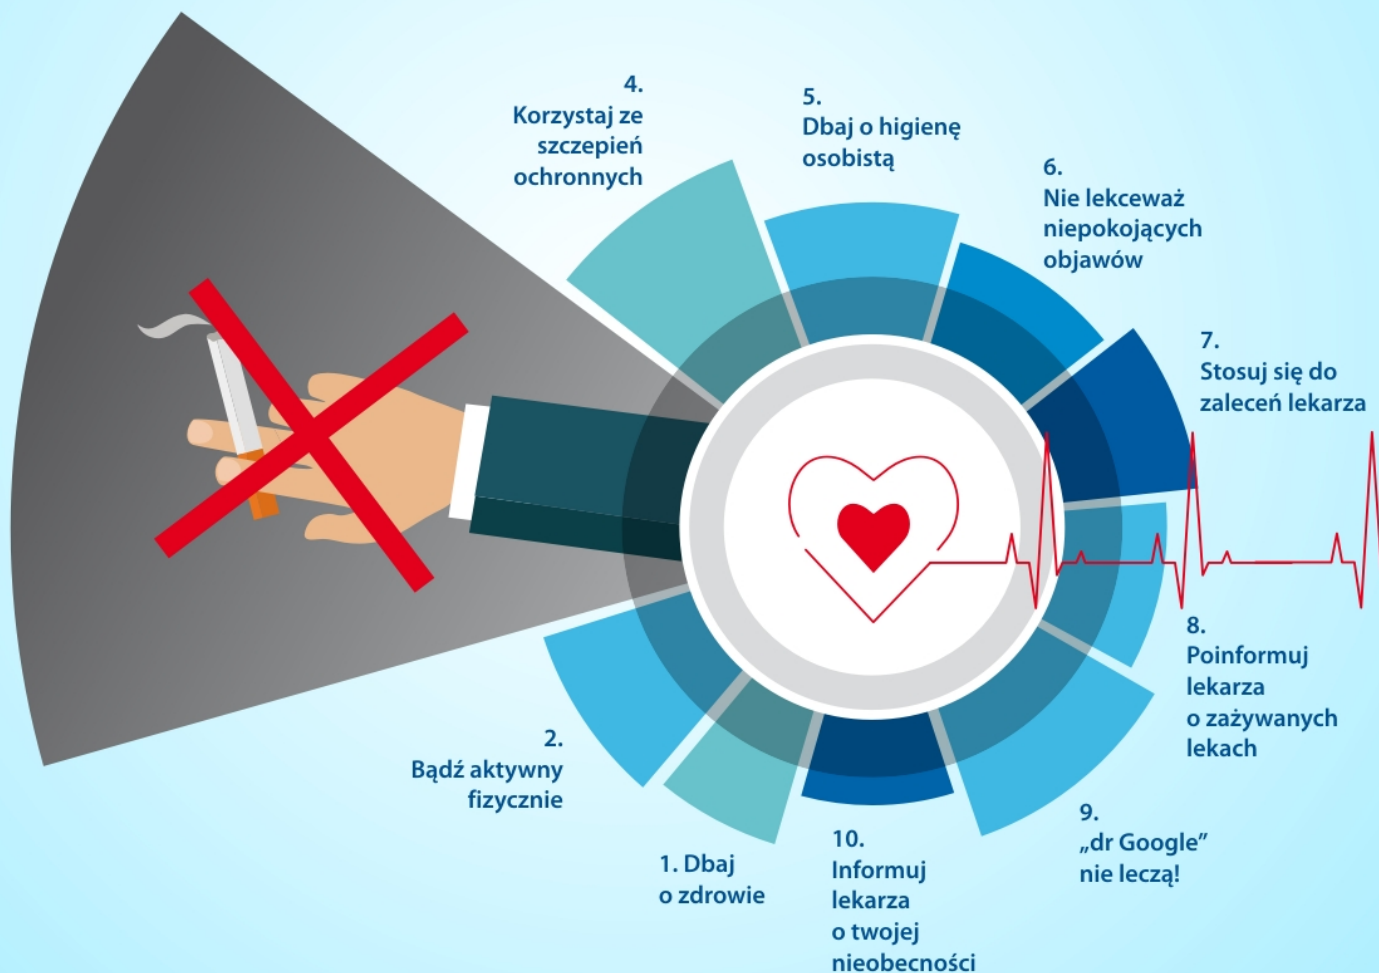 4.
Korzystaj ze
szczepień
ochronnych
5.
Dbaj o higienę
osobistą
6.
Nie lekceważ
niepokojących
objawów
7.
Stosuj się do
zaleceń lekarza
8.
Poinformuj
lekarza
o zażywanych
lekach
9.
„dr Google”
nie leczą!
10.
Informuj
lekarza
o twojej
nieobecności
1. Dbaj
o zdrowie
2.
Bądź aktywny
fizycznie